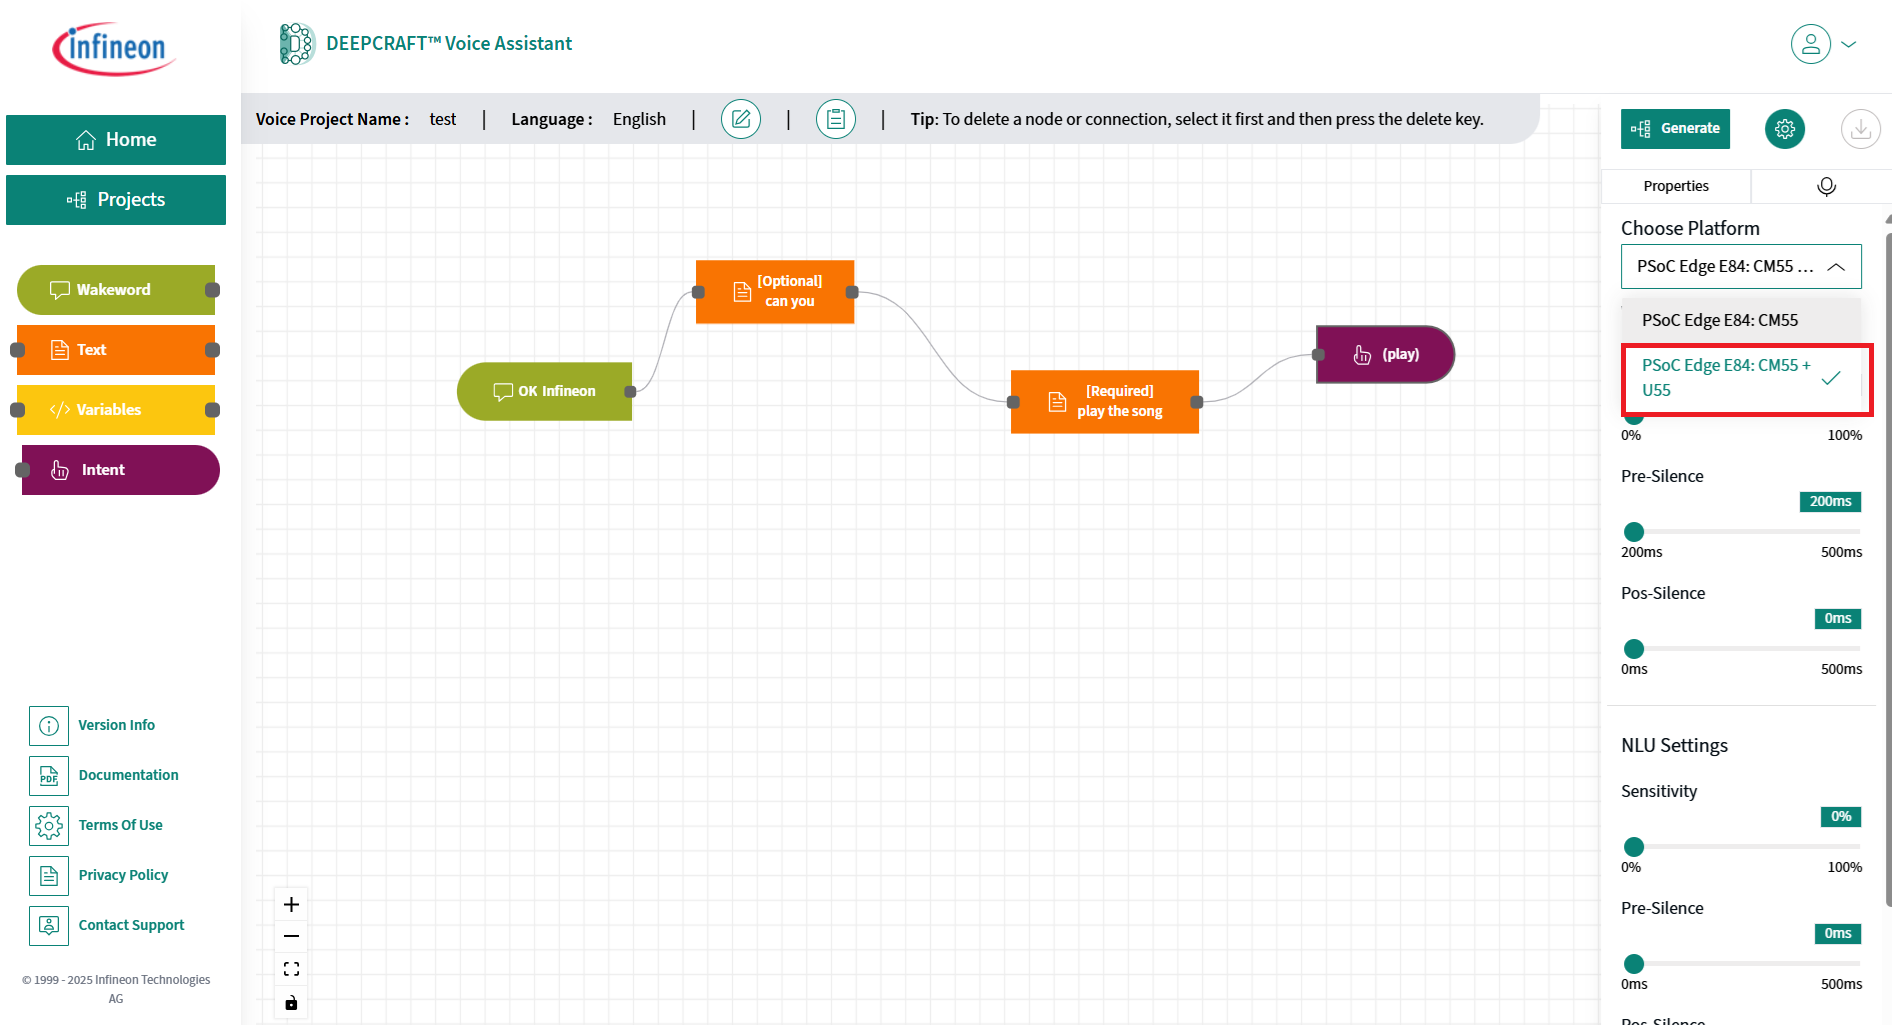 infineon
DEEPCRAFT™ Voice Assistant
Home
Projects
Wakeword
Text
Variables
Intent
Version Info
Documentation
Terms Of Use
Privacy Policy
Contact Support
© 1999 - 2025 Infineon Technologies
AG
Voice Project Name : test | Language : English | | | Tip: To delete a node or connection, select it first and then press the delete key.
OK Infineon
[Optional]
can you
[Required]
play the song
(play)
Generate
Properties
Choose Platform
PSoC Edge E84: CM55 ...
PSoC Edge E84: CM55
PSoC Edge E84: CM55 +
U55
0% 100%
Pre-Silence
200ms
200ms 500ms
Pos-Silence
0ms
0ms 500ms
NLU Settings
Sensitivity
0%
0% 100%
Pre-Silence
0ms
0ms 500ms
Pos-Silence